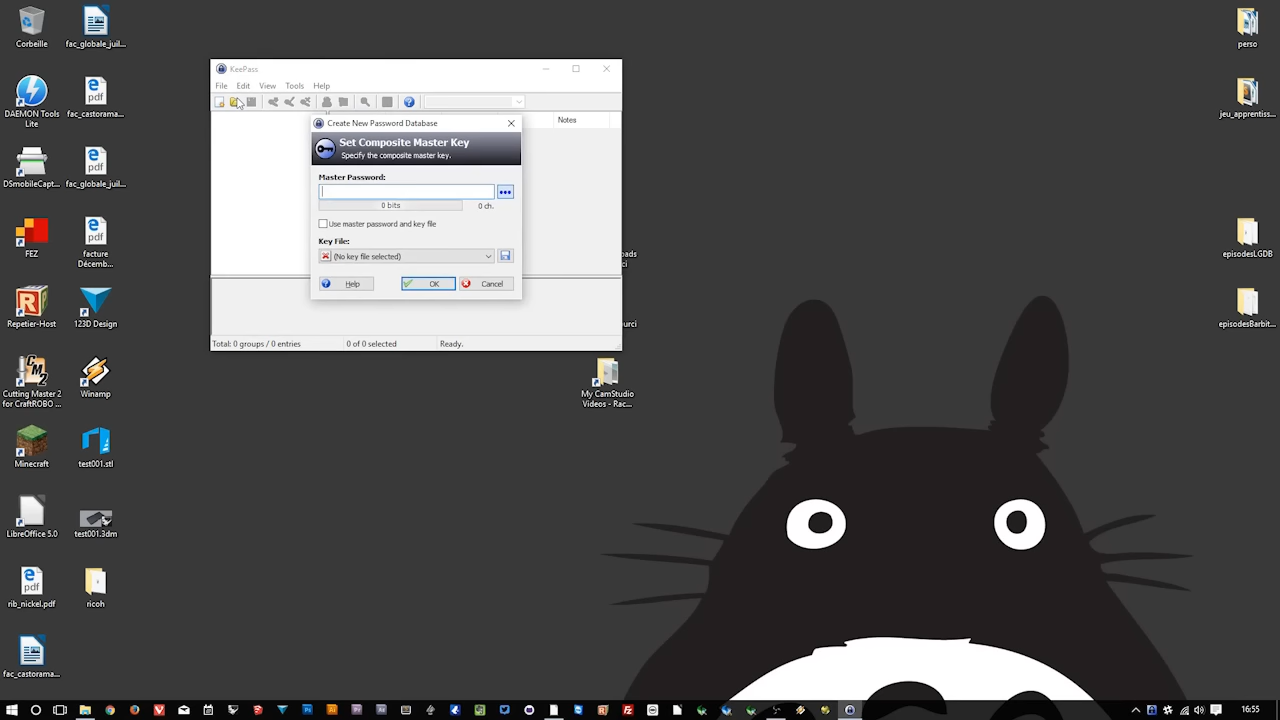 Corbeille
fac_globale_juil...
perso
DAEMON Tools
Lite
fac_castorama...
jeu_apprentis...
DSmobileCapt...
fac_globale_juil...
FEZ
facture
Décemb...
episodesLGDB
Repetier-Host
123D Design
episodesBarbit...
Cutting Master 2
for CraftROBO ...
Winamp
Minecraft
test001.stl
LibreOffice 5.0
test001.3dm
rib_nickel.pdf
ricoh
fac_castorama...
My CamStudio
Videos - Rac...
KeePass
File Edit View Tools Help
Notes
Create New Password Database
Set Composite Master Key
Specify the composite master key.
Master Password:
0 bits
0 ch.
Use master password and key file
Key File:
(No key file selected)
Help
OK
Cancel
Total: 0 groups / 0 entries
0 of 0 selected
Ready.
16:55